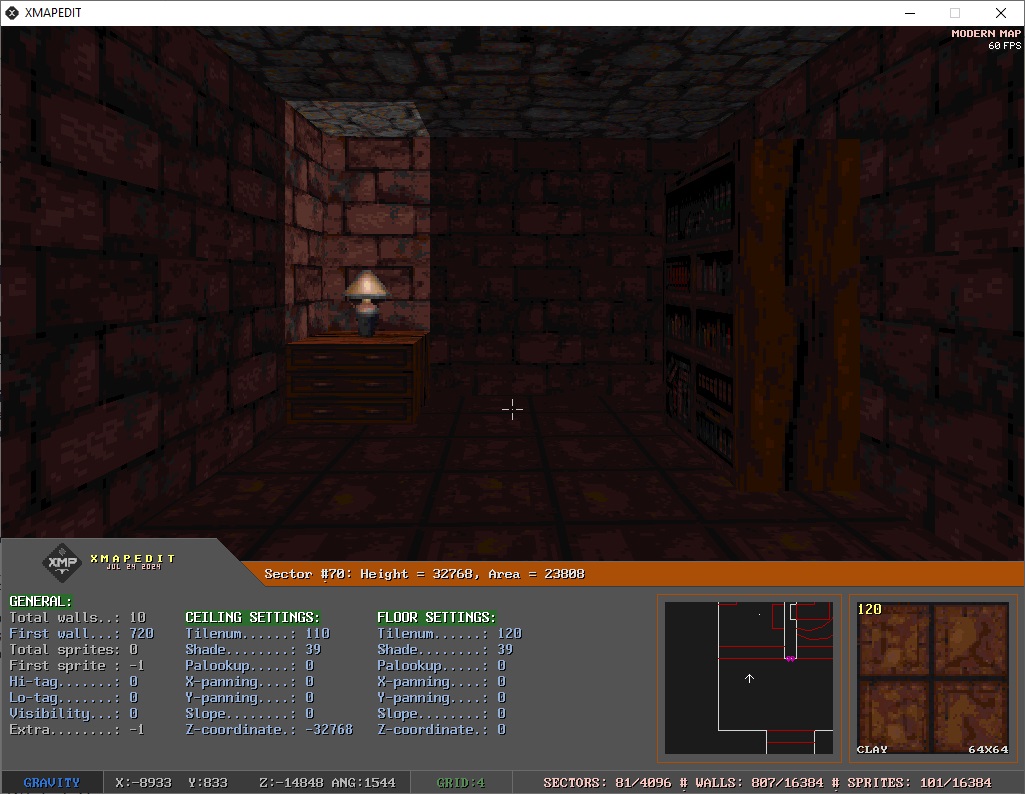 XMAPEDIT
MODERN MAP
60 FPS
XMP XMAPEDIT
JUL 24 2024
Sector #70: Height = 32768, Area = 23808
GENERAL:
Total walls..: 10
First wall...: 720
Total sprites: 0
First sprite : -1
Hi-tag.......: 0
Lo-tag.......: 0
Visibility...: 0
Extra........: -1
CEILING SETTINGS:
Tilenum......: 110
Shade........: 39
Palookup.....: 0
X-panning....: 0
Y-panning....: 0
Slope........: 0
Z-coordinate.: -32768
FLOOR SETTINGS:
Tilenum......: 120
Shade........: 39
Palookup.....: 0
X-panning....: 0
Y-panning....: 0
Slope........: 0
Z-coordinate.: 0
120
CLAY 64X64
GRAVITY X:-8933 Y:833 Z:-14848 ANG:1544 GRID:4 SECTORS: 81/4096 # WALLS: 807/16384 # SPRITES: 101/16384